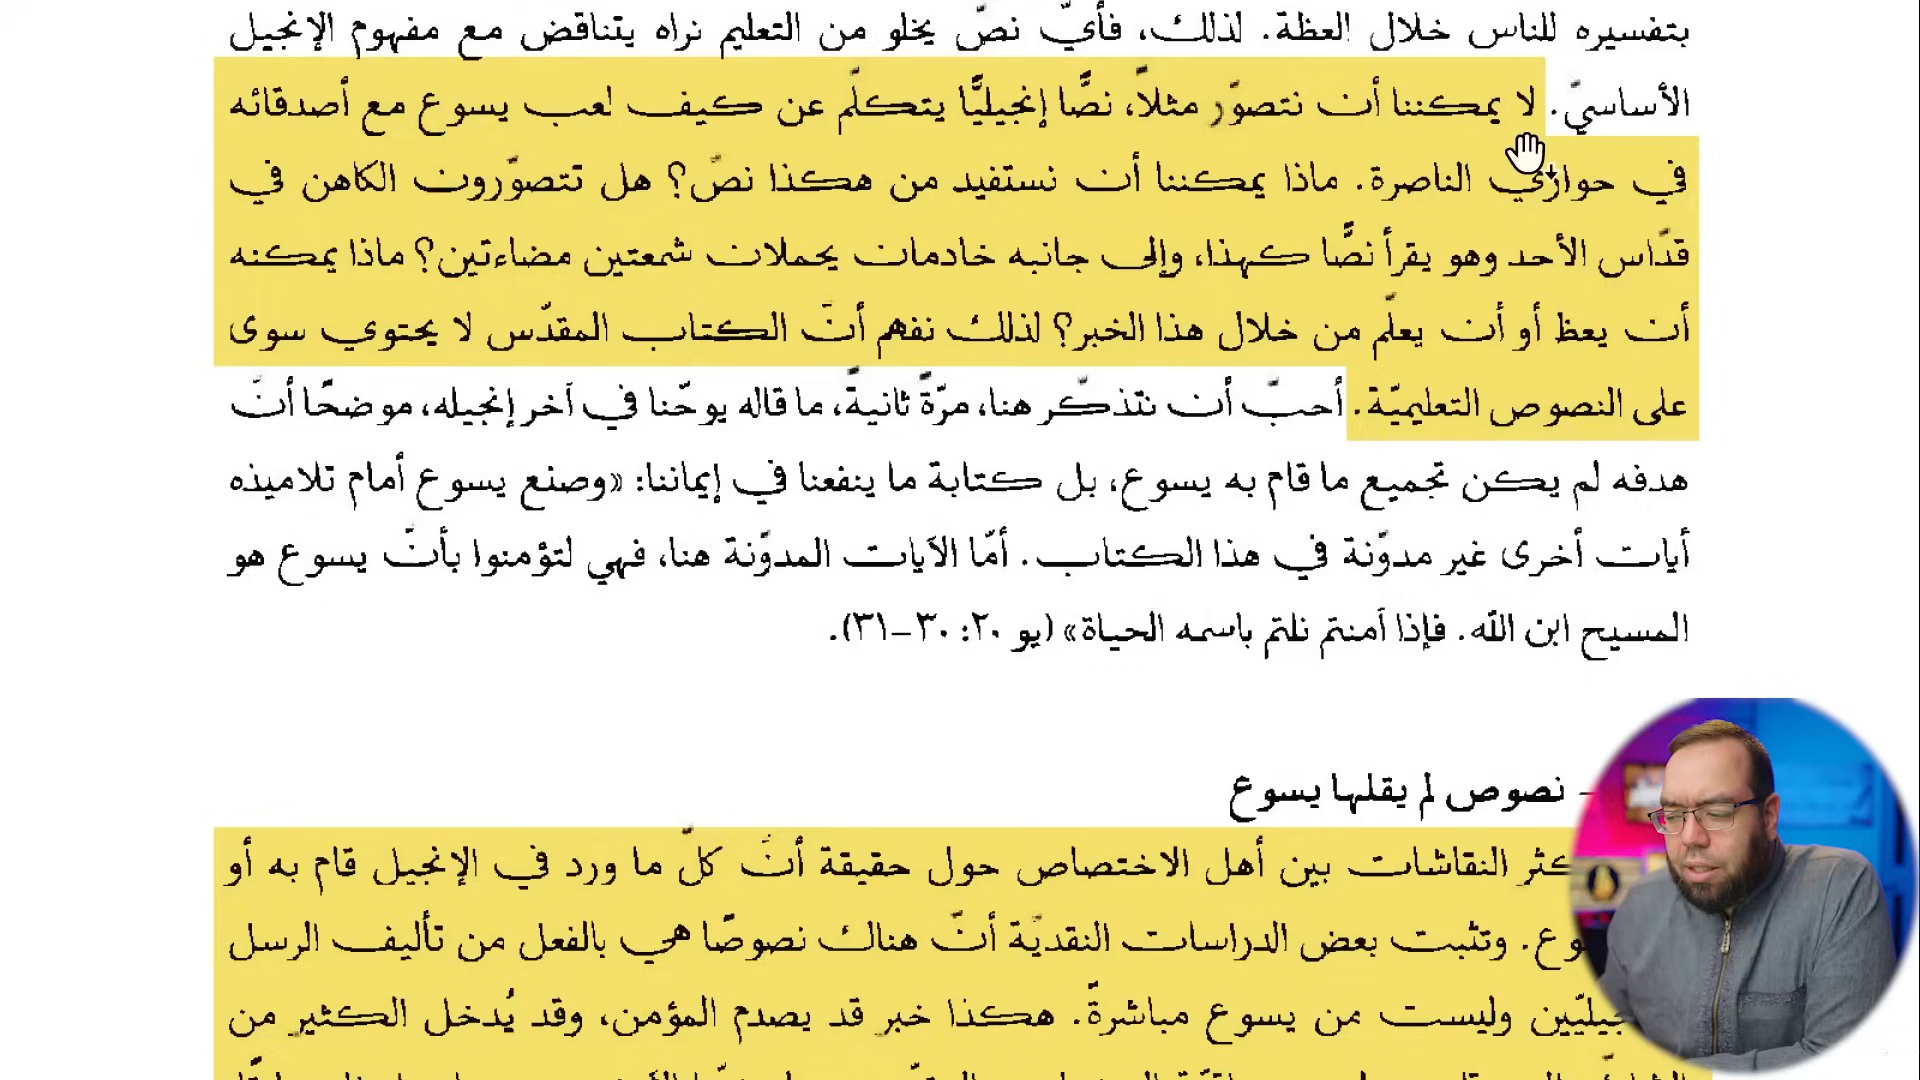 بتفسيره للناس خلال العظة. لذلك، فأيّ نصّ يخلو من التعليم نراه يتناقض مع مفهوم الإنجيل
الأساسيّ. لا يمكننا أن نتصوّر مثلاً، نصًّا إنجيليًّا يتكلّم عن كيف لعب يسوع مع أصدقائه
في حواري الناصرة. ماذا يمكننا أن نستفيد من هكذا نصّ؟ هل تتصوّرون الكاهن في
قدّاس الأحد وهو يقرأ نصًّا كهذا، وإلى جانبه خادمان يحملان شمعتين مضاءتين؟ ماذا يمكنه
أن يعظ أو أن يعلّم من خلال هذا الخبر؟ لذلك نفهم أنّ الكتاب المقدّس لا يحتوي سوى
على النصوص التعليميّة. أحبّ أن نتذكّر هنا، مرّةً ثانيةً، ما قاله يوحّنا في آخر إنجيله، موضحًا أنّ
هدفه لم يكن تجميع ما قام به يسوع، بل كتابة ما ينفعنا في إيماننا: «وصنع يسوع أمام تلاميذه
آيات أخرى غير مدوّنة في هذا الكتاب. أمّا الآيات المدوّنة هنا، فهي لتؤمنوا بأنّ يسوع هو
المسيح ابن اللّه. فإذا آمنتم نلتم باسمه الحياة» (يو ٢٠: ٣٠–٣١).
- نصوص لم يقلها يسوع
النقاشات بين أهل الاختصاص حول حقيقة أنّ كلّ ما ورد في الإنجيل قام به أو
وتثبت بعض الدراسات النقديّة أنّ هناك نصوصًا هي بالفعل من تأليف الرسل
وليست من يسوع مباشرةً. هكذا خبر قد يصدم المؤمن، وقد يُدخل الكثير من